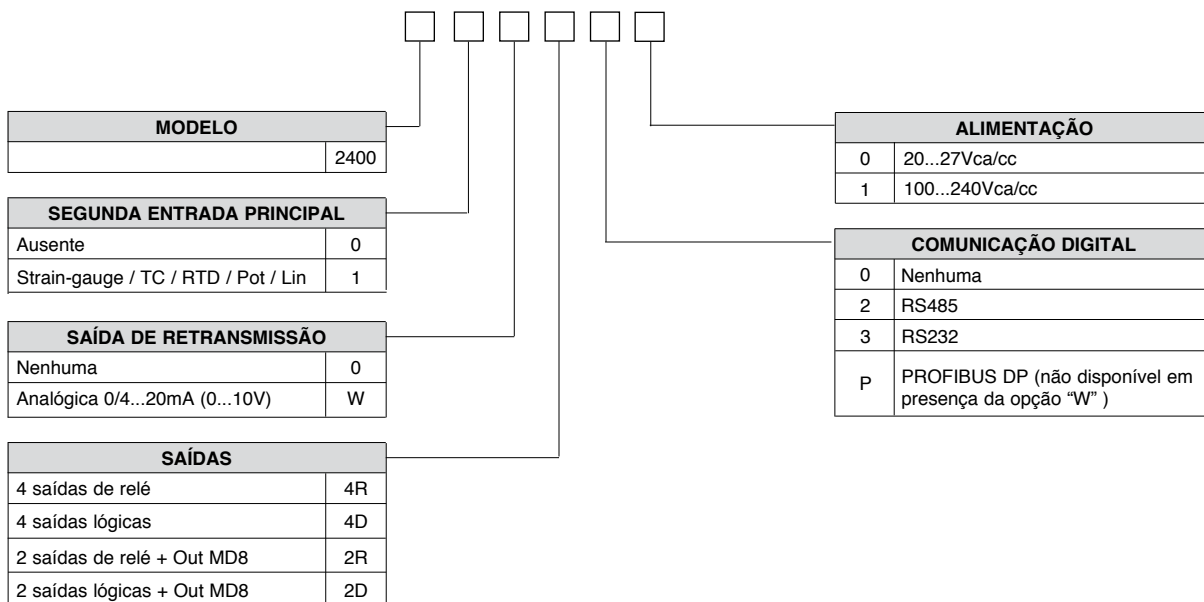 MODELO
2400
SEGUNDA ENTRADA PRINCIPAL
Ausente 0
Strain-gauge / TC / RTD / Pot / Lin 1
SAÍDA DE RETRANSMISSÃO
Nenhuma 0
Analógica 0/4...20mA (0...10V) W
SAÍDAS
4 saídas de relé 4R
4 saídas lógicas 4D
2 saídas de relé + Out MD8 2R
2 saídas lógicas + Out MD8 2D
ALIMENTAÇÃO
0 20...27Vca/cc
1 100...240Vca/cc
COMUNICAÇÃO DIGITAL
0 Nenhuma
2 RS485
3 RS232
P PROFIBUS DP (não disponível em
presença da opção “W” )